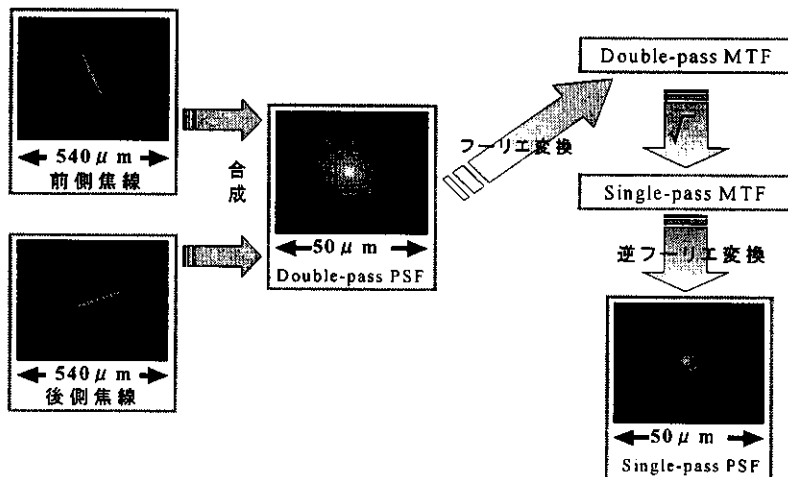 540μm
前側焦線
540μm
後側焦線
合成
50μm
Double-pass PSF
フーリエ変換
Double-pass MTF
√
Single-pass MTF
逆フーリエ変換
50μm
Single-pass PSF